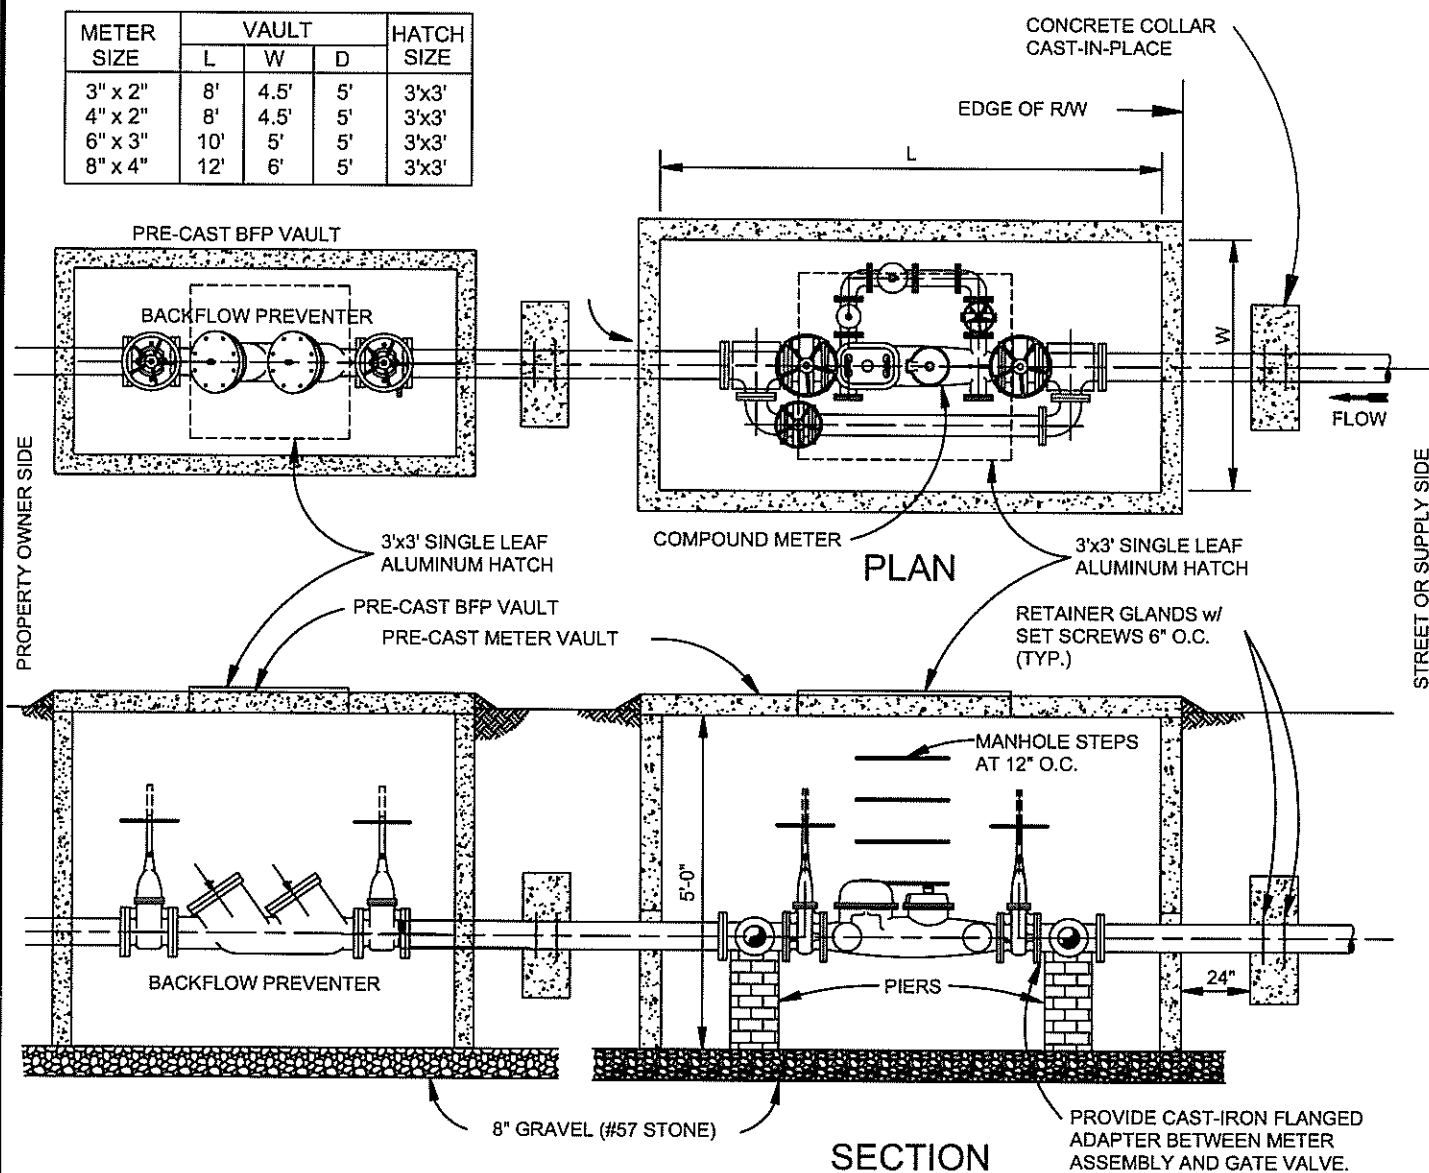 METER SIZE | VAULT | HATCH SIZE
L | W | D
3" x 2" | 8' | 4.5' | 5' | 3'x3'
4" x 2" | 8' | 4.5' | 5' | 3'x3'
6" x 3" | 10' | 5' | 5' | 3'x3'
8" x 4" | 12' | 6' | 5' | 3'x3'
CONCRETE COLLAR
CAST-IN-PLACE
EDGE OF R/W
L
PRE-CAST BFP VAULT
BACKFLOW PREVENTER
W
FLOW
PROPERTY OWNER SIDE
STREET OR SUPPLY SIDE
COMPOUND METER
PLAN
3'x3' SINGLE LEAF
ALUMINUM HATCH
3'x3' SINGLE LEAF
ALUMINUM HATCH
PRE-CAST BFP VAULT
PRE-CAST METER VAULT
RETAINER GLANDS w/
SET SCREWS 6" O.C.
(TYP.)
MANHOLE STEPS
AT 12" O.C.
5'-0"
BACKFLOW PREVENTER
PIERS
24"
8" GRAVEL (#57 STONE)
SECTION
PROVIDE CAST-IRON FLANGED
ADAPTER BETWEEN METER
ASSEMBLY AND GATE VALVE.